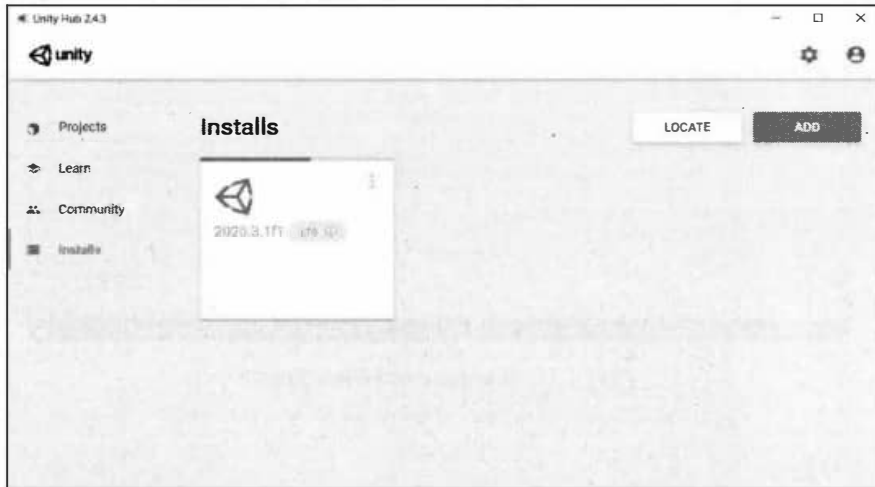 Unity Hub 2.4.3
unity
Projects
Learn
Community
Installs
Installs
LOCATE
ADD
2020.3.1f1